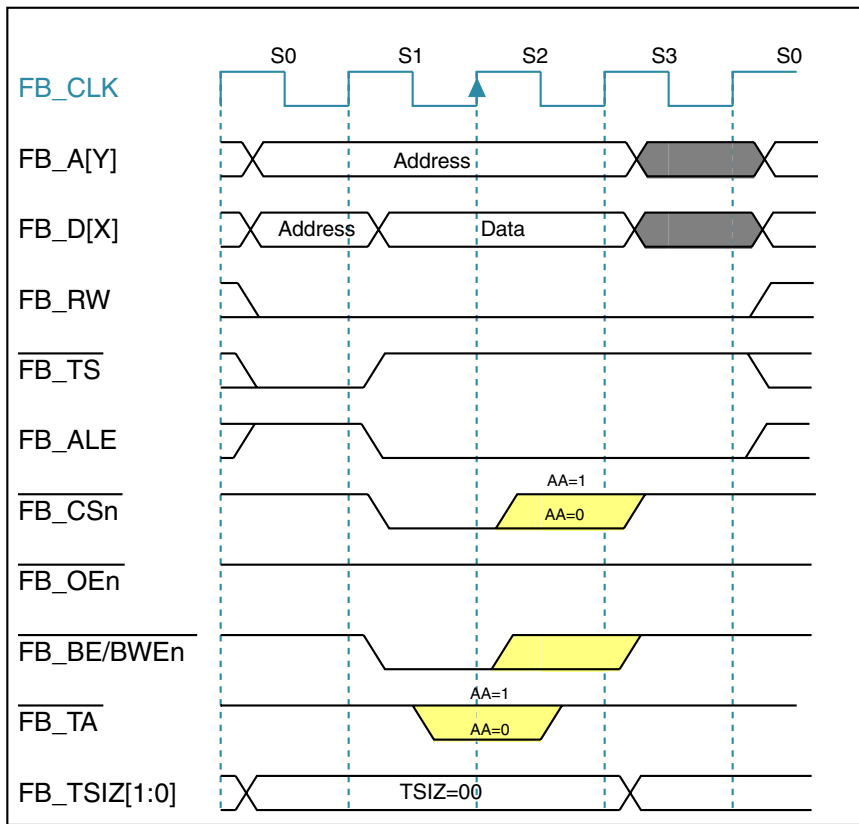 S0 S1 S2 S3 S0
FB_CLK
FB_A[Y] Address
FB_D[X] Address Data
FB_RW
FB_TS
FB_ALE
AA=1
FB_CSn AA=0
FB_OEn
FB_BE/BWEn
AA=1
FB_TA AA=0
FB_TSIZ[1:0] TSIZ=00